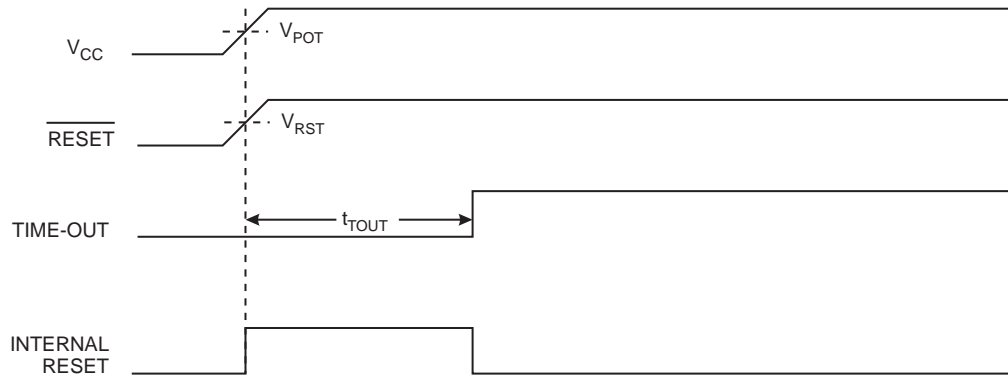 V_CC
V_POT
RESET
V_RST
TIME-OUT
t_TOUT
INTERNAL
RESET